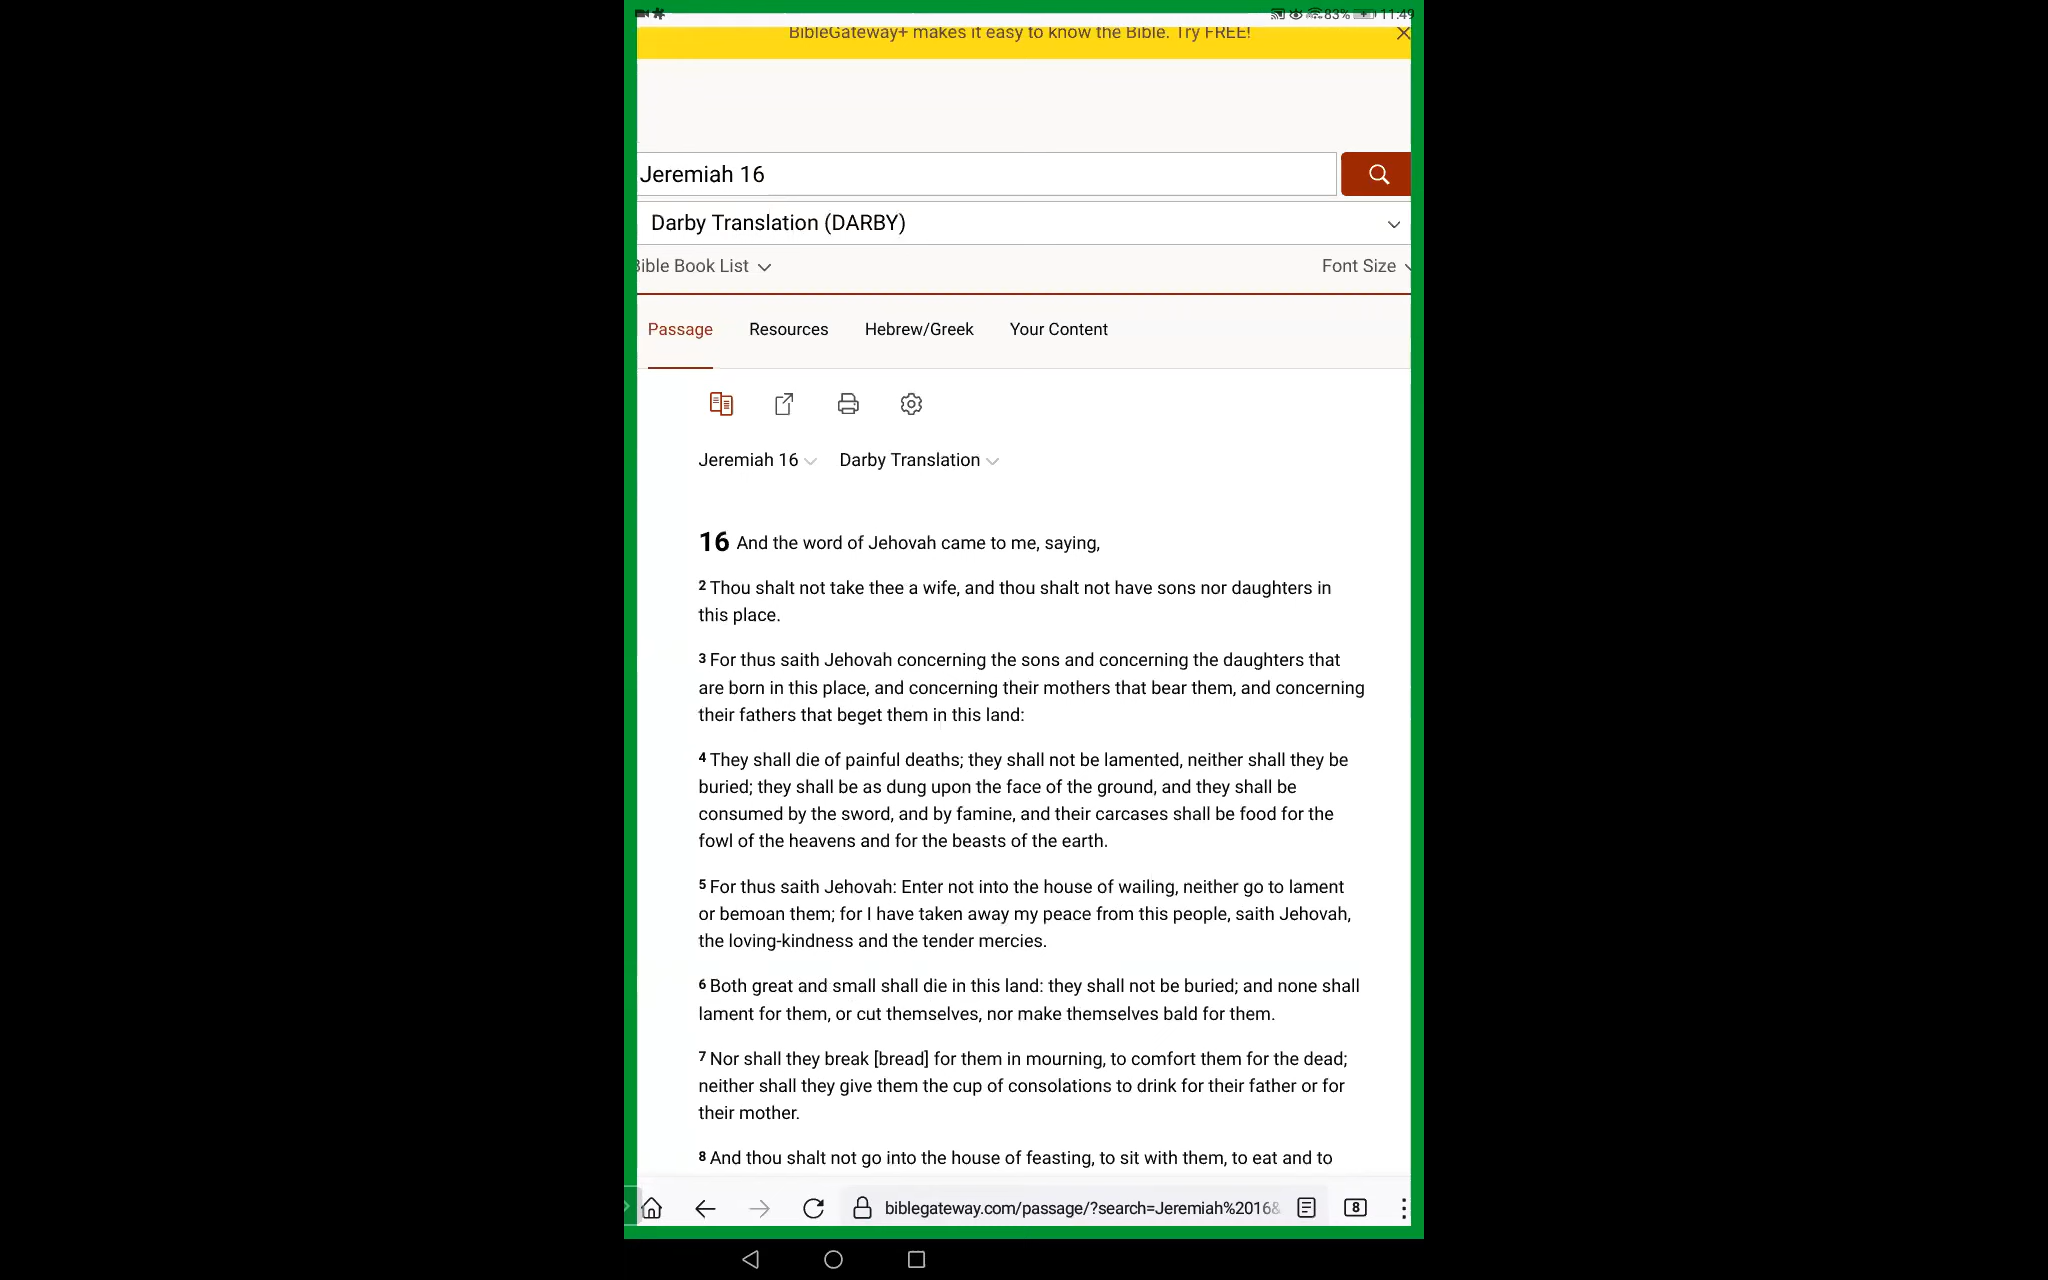 83% 11:49
BibleGateway+ makes it easy to know the Bible. Try FREE!
Jeremiah 16
Darby Translation (DARBY)
Bible Book List
Font Size
Passage Resources Hebrew/Greek Your Content
Jeremiah 16 Darby Translation
16 And the word of Jehovah came to me, saying,
2 Thou shalt not take thee a wife, and thou shalt not have sons nor daughters in
this place.
3 For thus saith Jehovah concerning the sons and concerning the daughters that
are born in this place, and concerning their mothers that bear them, and concerning
their fathers that beget them in this land:
4 They shall die of painful deaths; they shall not be lamented, neither shall they be
buried; they shall be as dung upon the face of the ground, and they shall be
consumed by the sword, and by famine, and their carcases shall be food for the
fowl of the heavens and for the beasts of the earth.
5 For thus saith Jehovah: Enter not into the house of wailing, neither go to lament
or bemoan them; for I have taken away my peace from this people, saith Jehovah,
the loving-kindness and the tender mercies.
6 Both great and small shall die in this land: they shall not be buried; and none shall
lament for them, or cut themselves, nor make themselves bald for them.
7 Nor shall they break [bread] for them in mourning, to comfort them for the dead;
neither shall they give them the cup of consolations to drink for their father or for
their mother.
8 And thou shalt not go into the house of feasting, to sit with them, to eat and to
biblegateway.com/passage/?search=Jeremiah%2016& 8